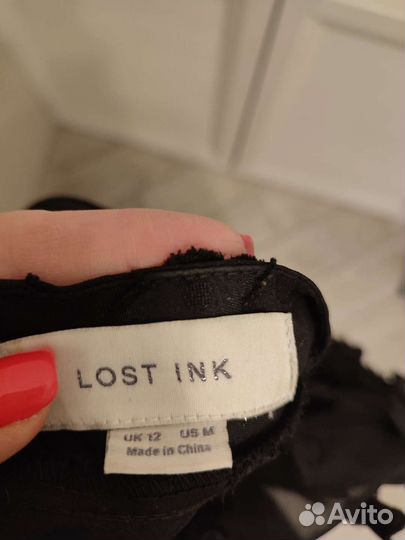 LOST INK
UK 12 US M
Made in China
Avito